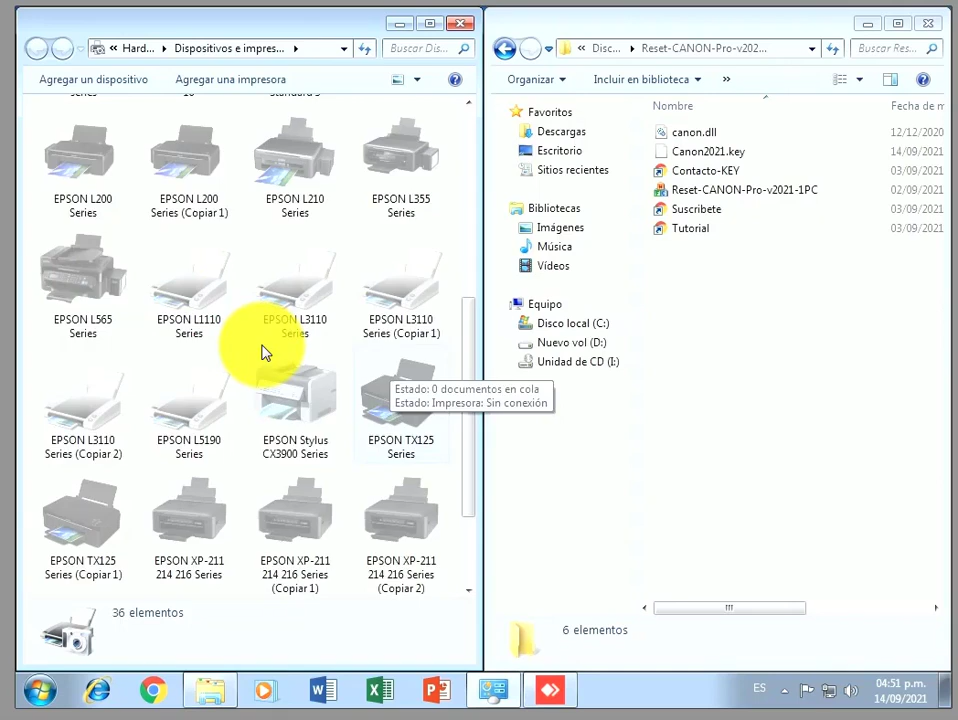 Hard...
Dispositivos e impres...
Buscar Dis...
Agregar un dispositivo
Agregar una impresora
Series
EPSON L200
Series
EPSON L200
Series (Copiar 1)
EPSON L210
Series
EPSON L355
Series
EPSON L565
Series
EPSON L1110
Series
EPSON L3110
Series
EPSON L3110
Series (Copiar 1)
Estado: 0 documentos en cola
Estado: Impresora: Sin conexión
EPSON L3110
Series (Copiar 2)
EPSON L5190
Series
EPSON Stylus
CX3900 Series
EPSON TX125
Series
EPSON TX125
Series (Copiar 1)
EPSON XP-211
214 216 Series
EPSON XP-211
214 216 Series
(Copiar 1)
EPSON XP-211
214 216 Series
(Copiar 2)
36 elementos
Disc...
Reset-CANON-Pro-v202...
Buscar Res...
Organizar
Incluir en biblioteca
Favoritos
Descargas
Escritorio
Sitios recientes
Bibliotecas
Imágenes
Música
Vídeos
Equipo
Disco local (C:)
Nuevo vol (D:)
Unidad de CD (I:)
Nombre
Fecha de m
canon.dll
12/12/2020
Canon2021.key
14/09/2021
Contacto-KEY
03/09/2021
Reset-CANON-Pro-v2021-1PC
02/09/2021
Suscribete
03/09/2021
Tutorial
03/09/2021
6 elementos
ES
04:51 p.m.
14/09/2021